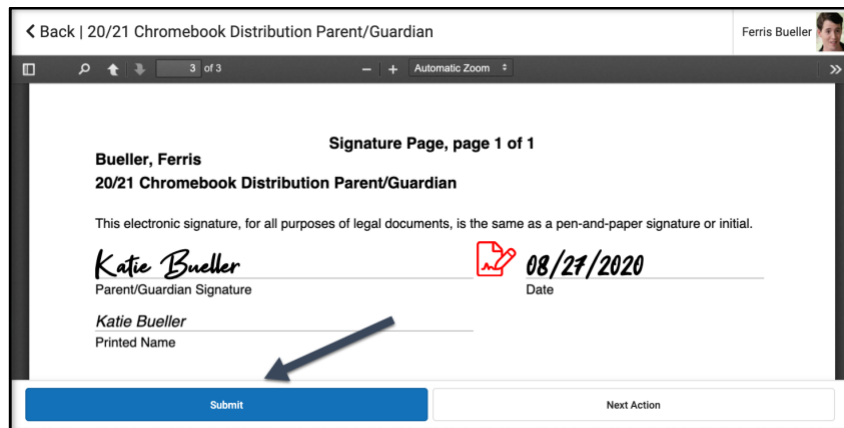 Back | 20/21 Chromebook Distribution Parent/Guardian
Ferris Bueller
3 of 3
Automatic Zoom
Signature Page, page 1 of 1
Bueller, Ferris
20/21 Chromebook Distribution Parent/Guardian
This electronic signature, for all purposes of legal documents, is the same as a pen-and-paper signature or initial.
Katie Bueller 08/27/2020
Parent/Guardian Signature Date
Katie Bueller
Printed Name
Submit Next Action